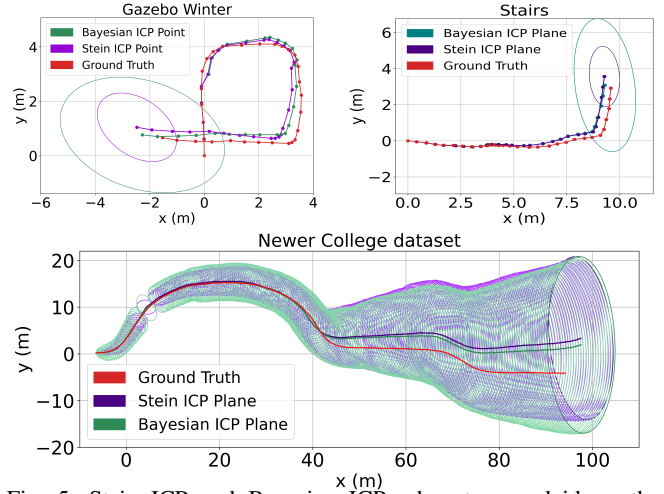 Gazebo Winter
Bayesian ICP Point
Stein ICP Point
Ground Truth
y (m)
4
2
0
−6 −4 −2 0 2 4
x (m)
Stairs
Bayesian ICP Plane
Stein ICP Plane
Ground Truth
y (m)
6
4
2
0
−2
0.0 2.5 5.0 7.5 10.0
x (m)
Newer College dataset
y (m)
20
10
0
−10
−20
Ground Truth
Stein ICP Plane
Bayesian ICP Plane
0 20 40 60 80 100
x (m)